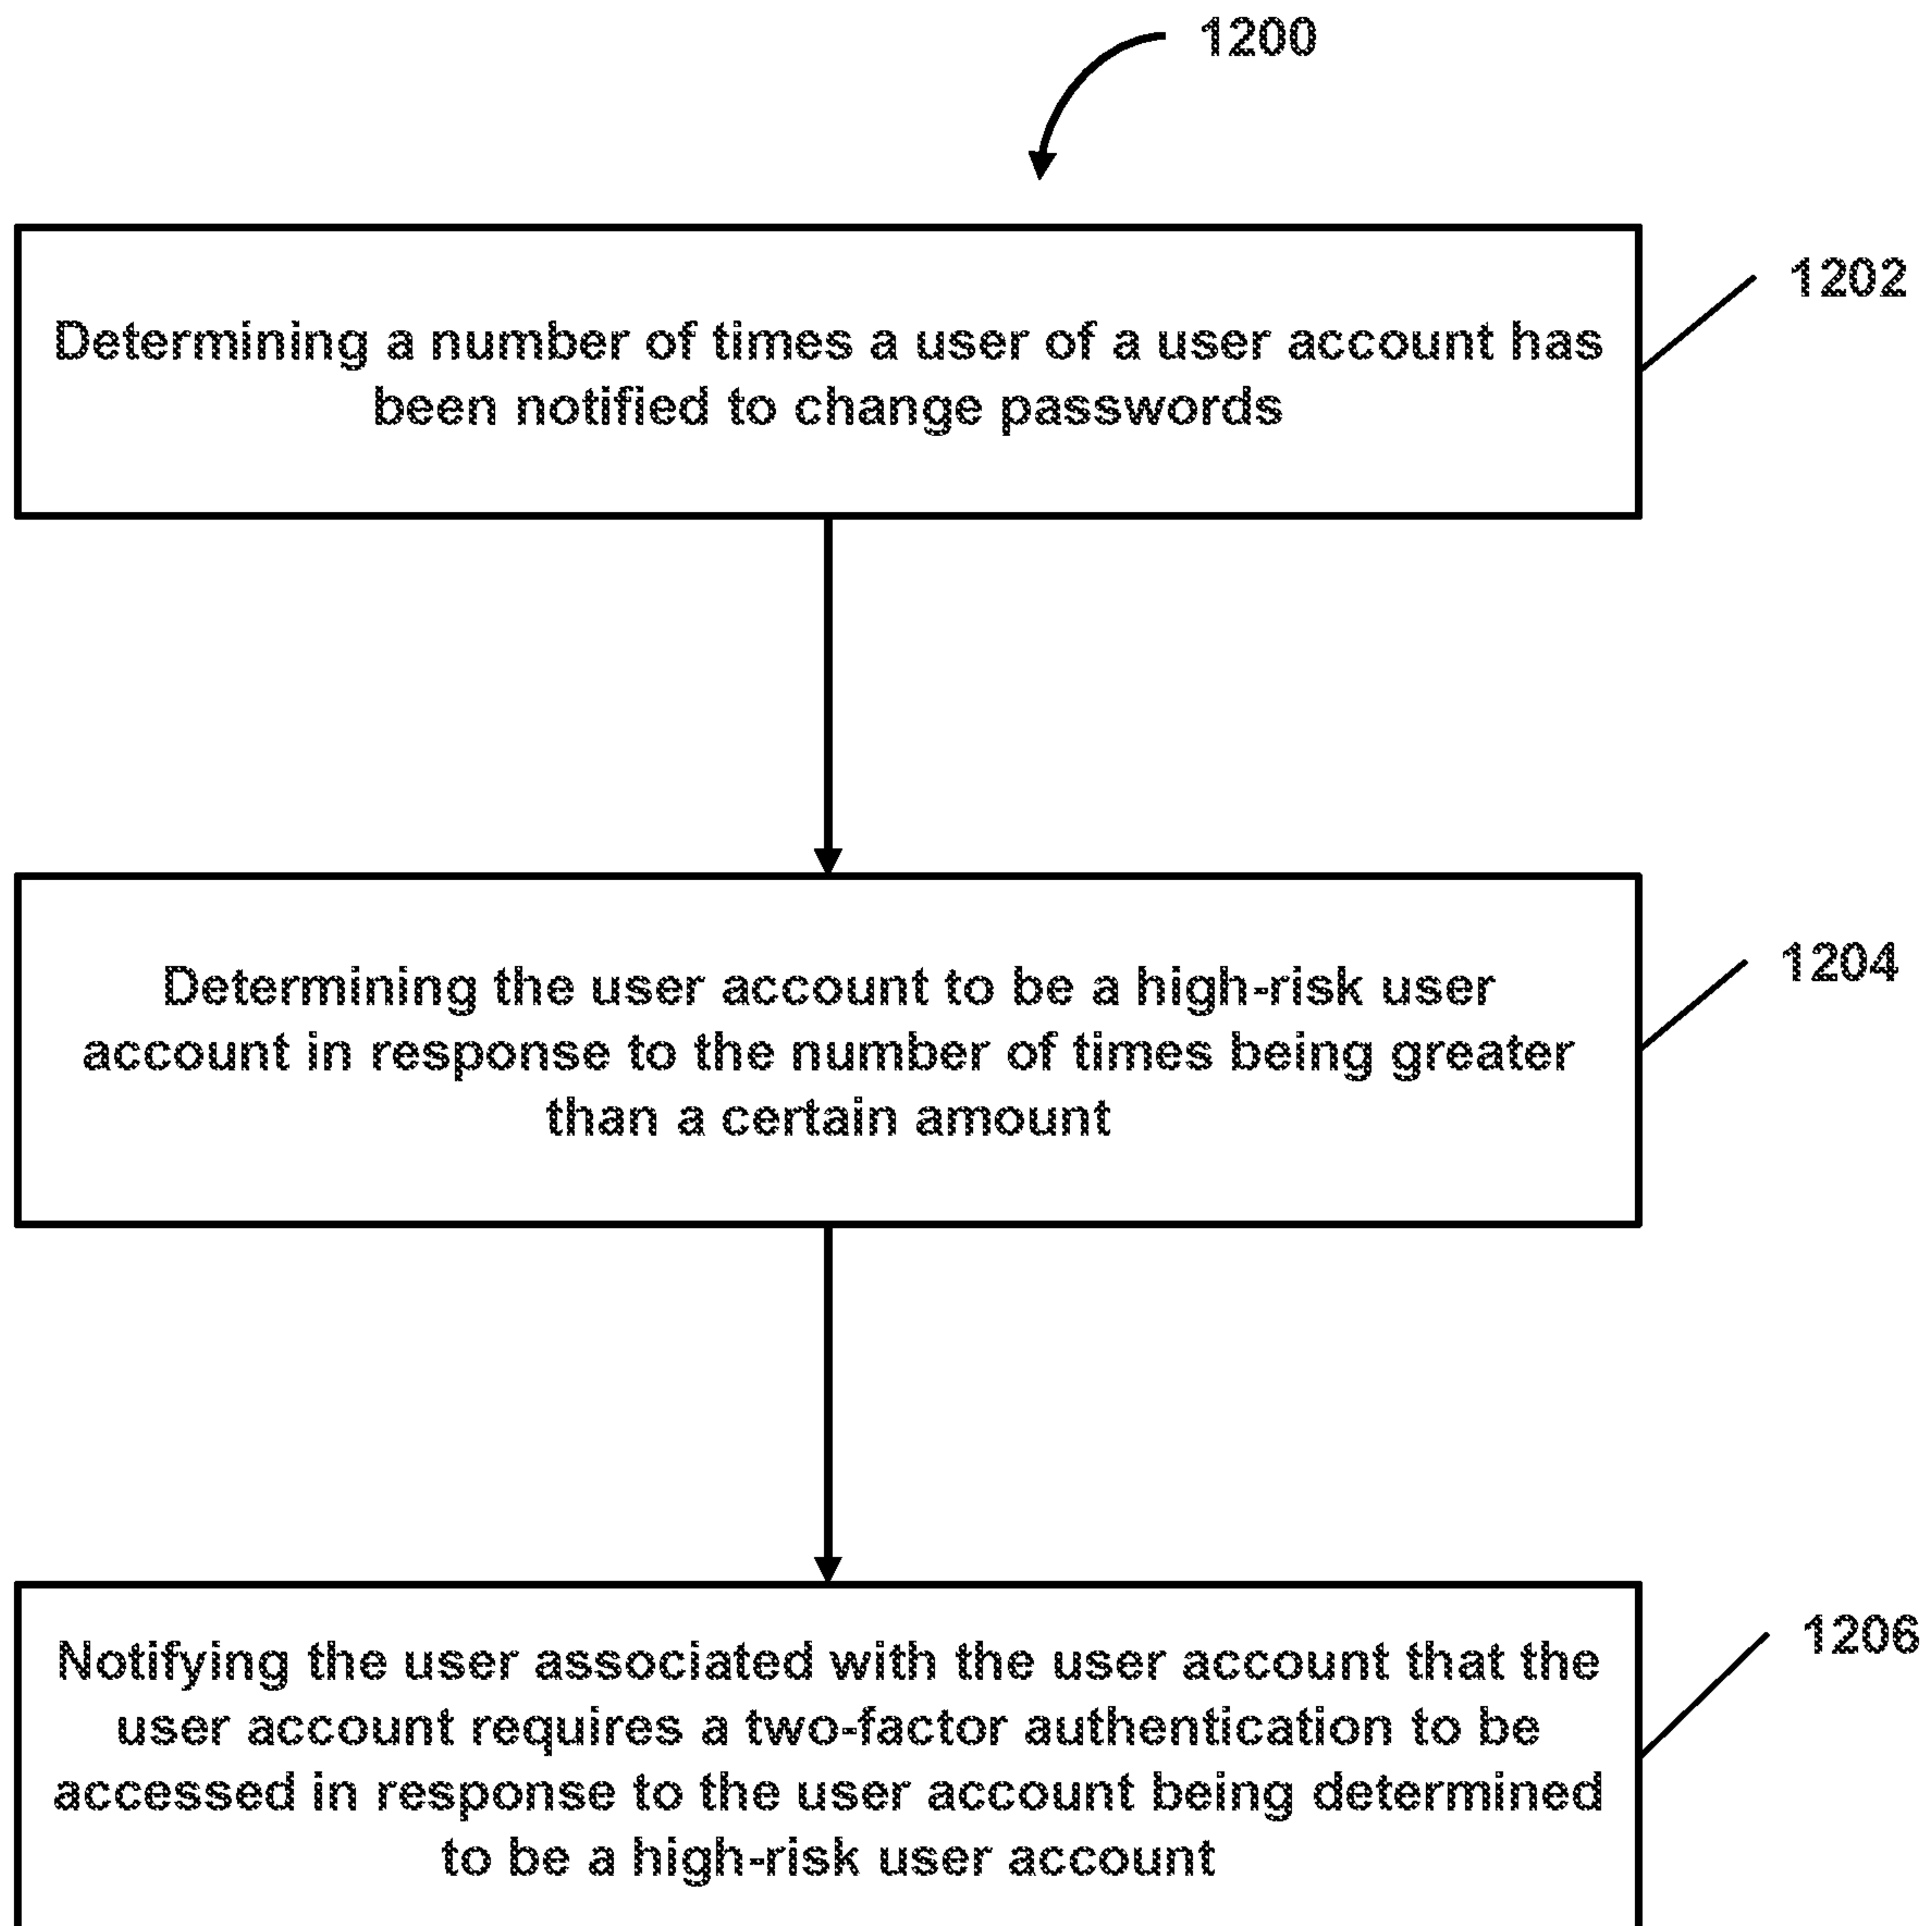 1200
1202
Determining a number of times a user of a user account has
been notified to change passwords
1204
Determining the user account to be a high-risk user
account in response to the number of times being greater
than a certain amount
1206
Notifying the user associated with the user account that the
user account requires a two-factor authentication to be
accessed in response to the user account being determined
to be a high-risk user account